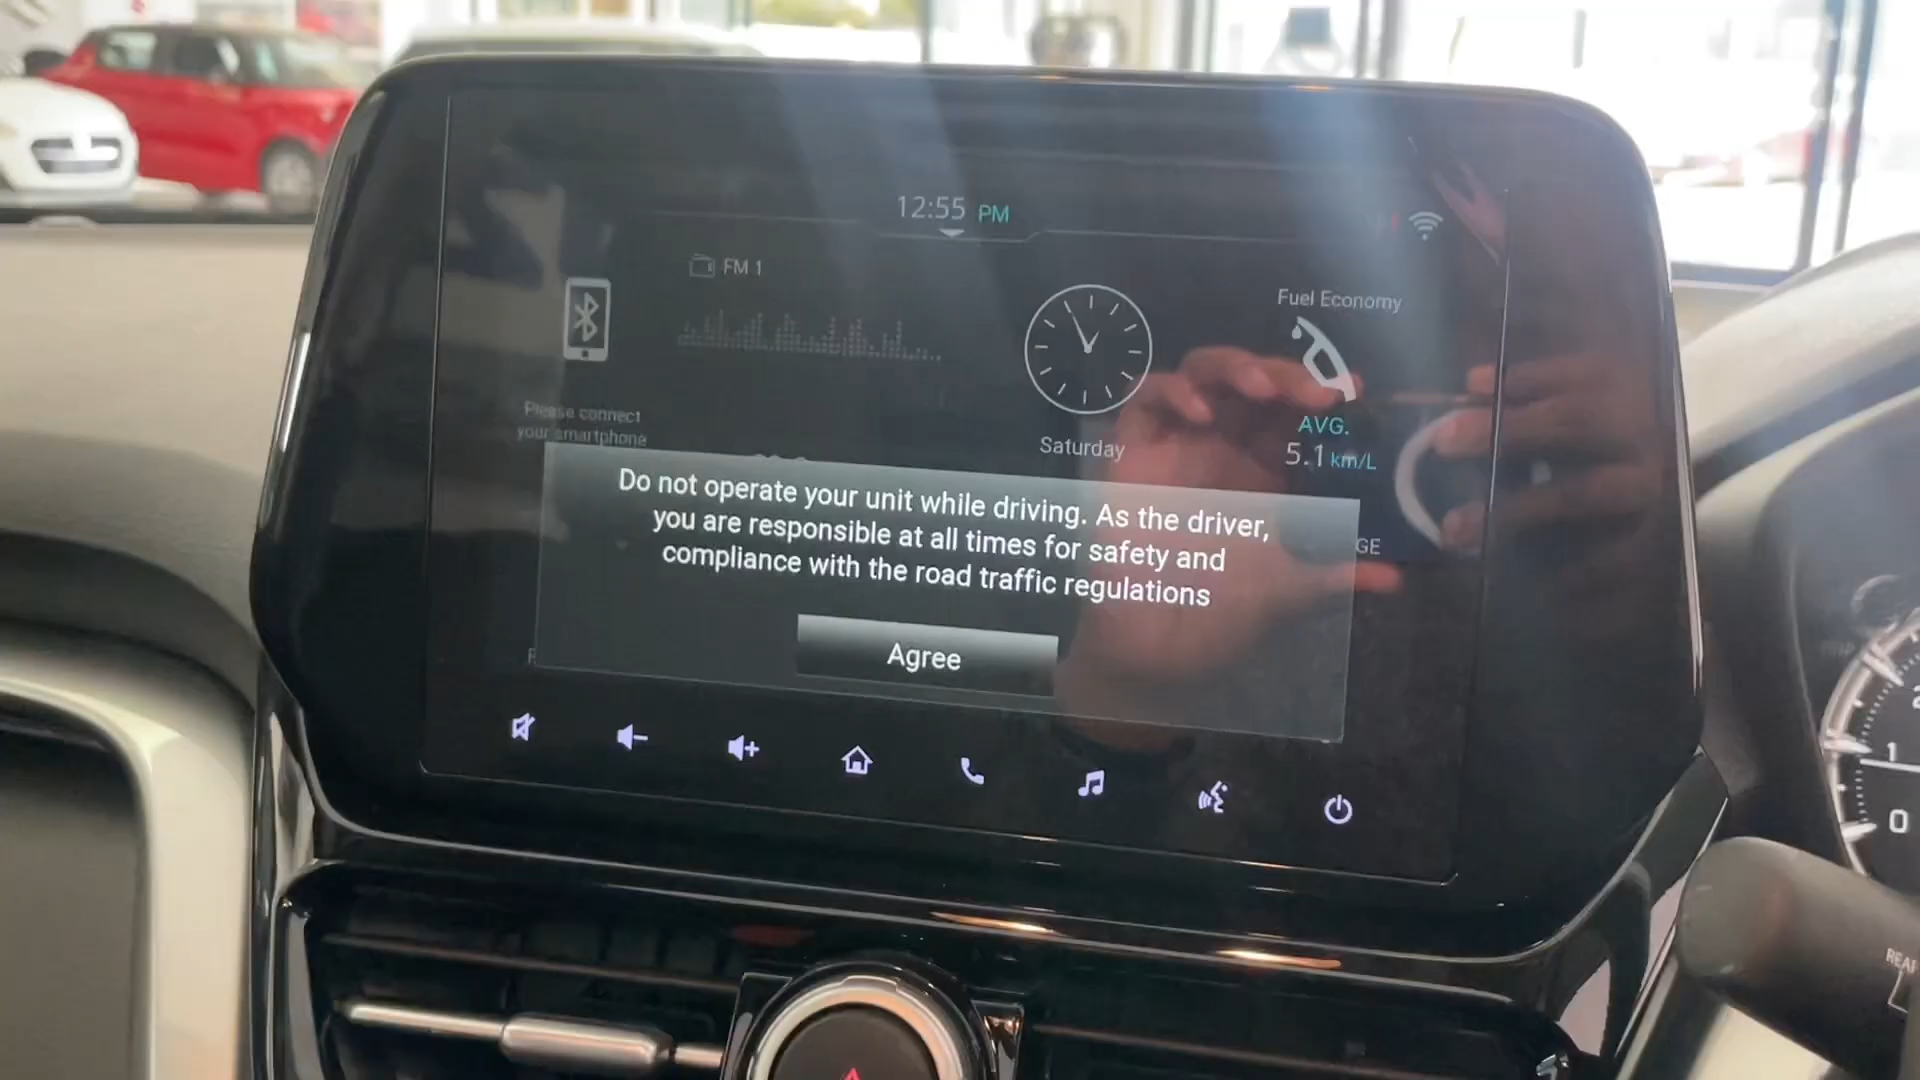 12:55 PM
FM 1
Fuel Economy
Please connect
your smartphone
Saturday
AVG.
5.1 km/L
Do not operate your unit while driving. As the driver,
you are responsible at all times for safety and
compliance with the road traffic regulations
Agree
1
0